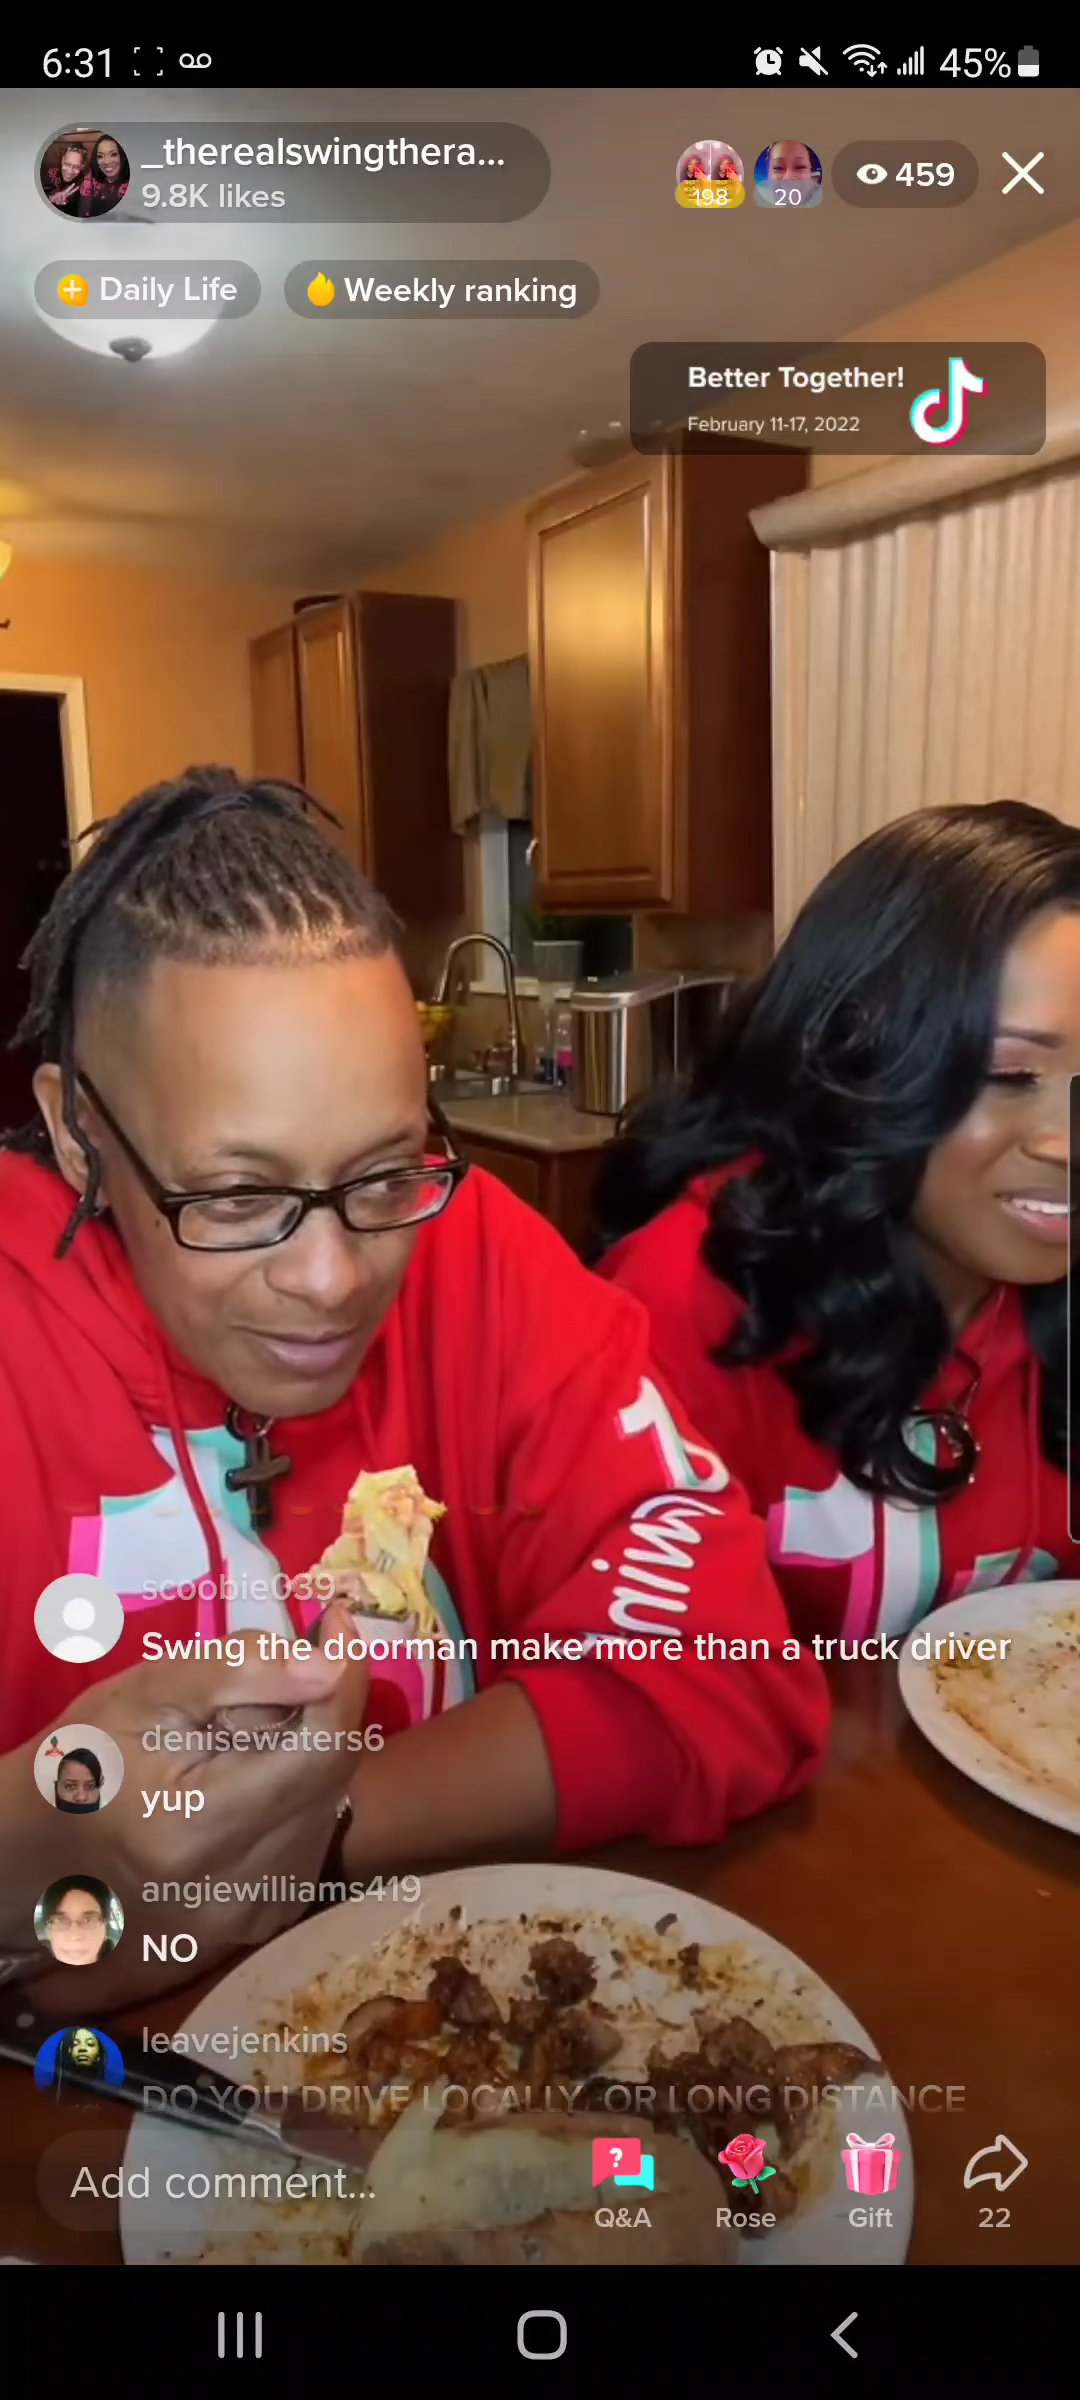 6:31
45%
_therealswingthera...
9.8K likes
198
20
459
Daily Life
Weekly ranking
Better Together!
February 11-17, 2022
scoobie039
Swing the doorman make more than a truck driver
denisewaters6
yup
angiewilliams419
NO
leavejenkins
DO YOU DRIVE LOCALLY OR LONG DISTANCE
Add comment...
?
Q&A
Rose
Gift
22